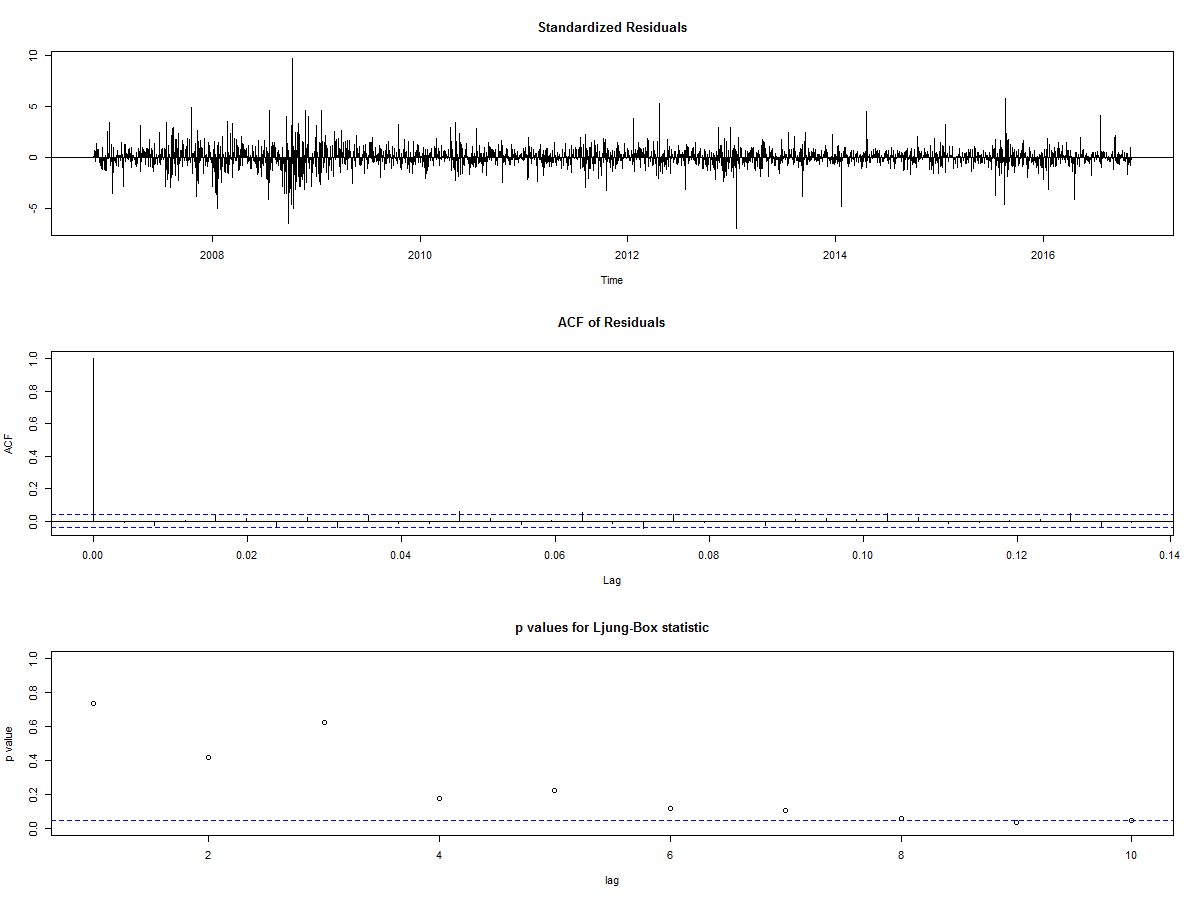 Standardized Residuals
10
5
0
-5
2008 2010 2012 2014 2016
Time
ACF of Residuals
ACF
1.0
0.8
0.6
0.4
0.2
0.0
0.00 0.02 0.04 0.06 0.08 0.10 0.12 0.14
Lag
p values for Ljung-Box statistic
p value
1.0
0.8
0.6
0.4
0.2
0.0
2 4 6 8 10
lag